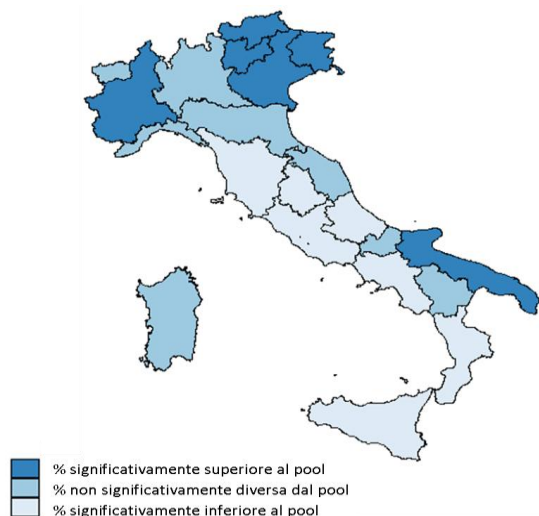 % significativamente superiore al pool
% non significativamente diversa dal pool
% significativamente inferiore al pool